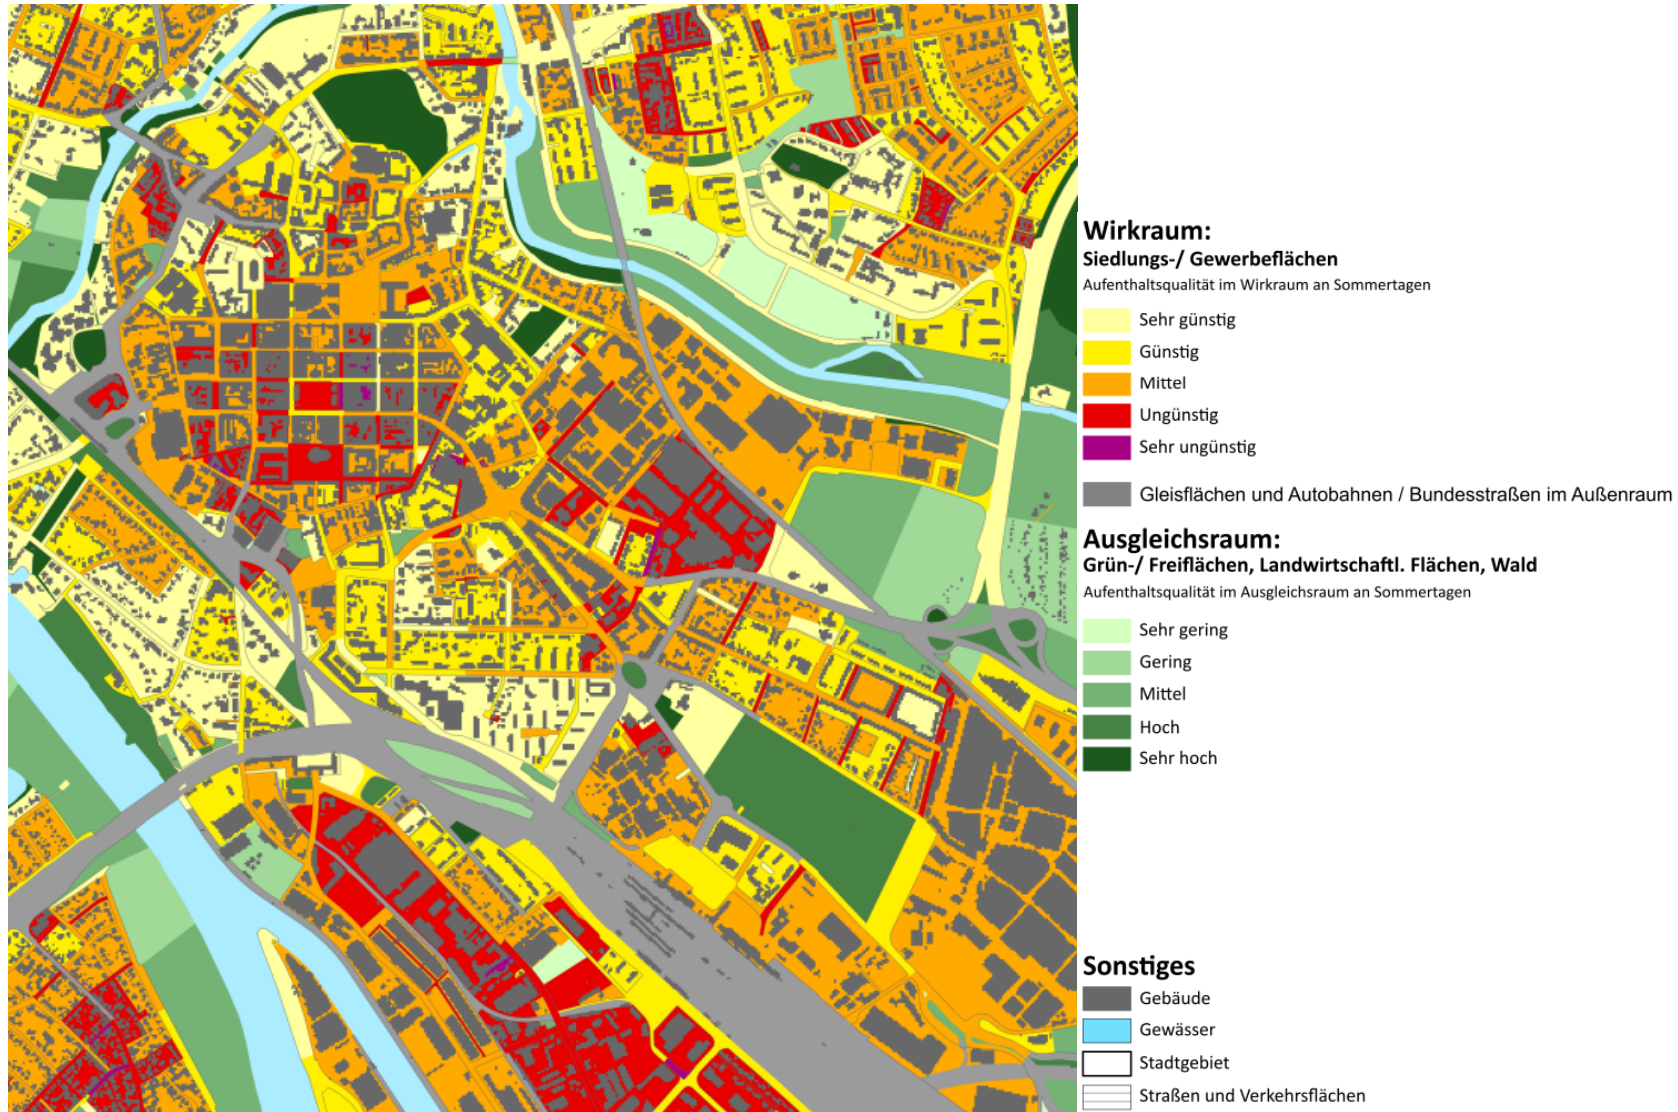 Wirkraum:
Siedlungs-/ Gewerbeflächen
Aufenthaltsqualität im Wirkraum an Sommertagen
Sehr günstig
Günstig
Mittel
Ungünstig
Sehr ungünstig
Gleisflächen und Autobahnen / Bundesstraßen im Außenraum
Ausgleichsraum:
Grün-/ Freiflächen, Landwirtschaftl. Flächen, Wald
Aufenthaltsqualität im Ausgleichsraum an Sommertagen
Sehr gering
Gering
Mittel
Hoch
Sehr hoch
Sonstiges
Gebäude
Gewässer
Stadtgebiet
Straßen und Verkehrsflächen